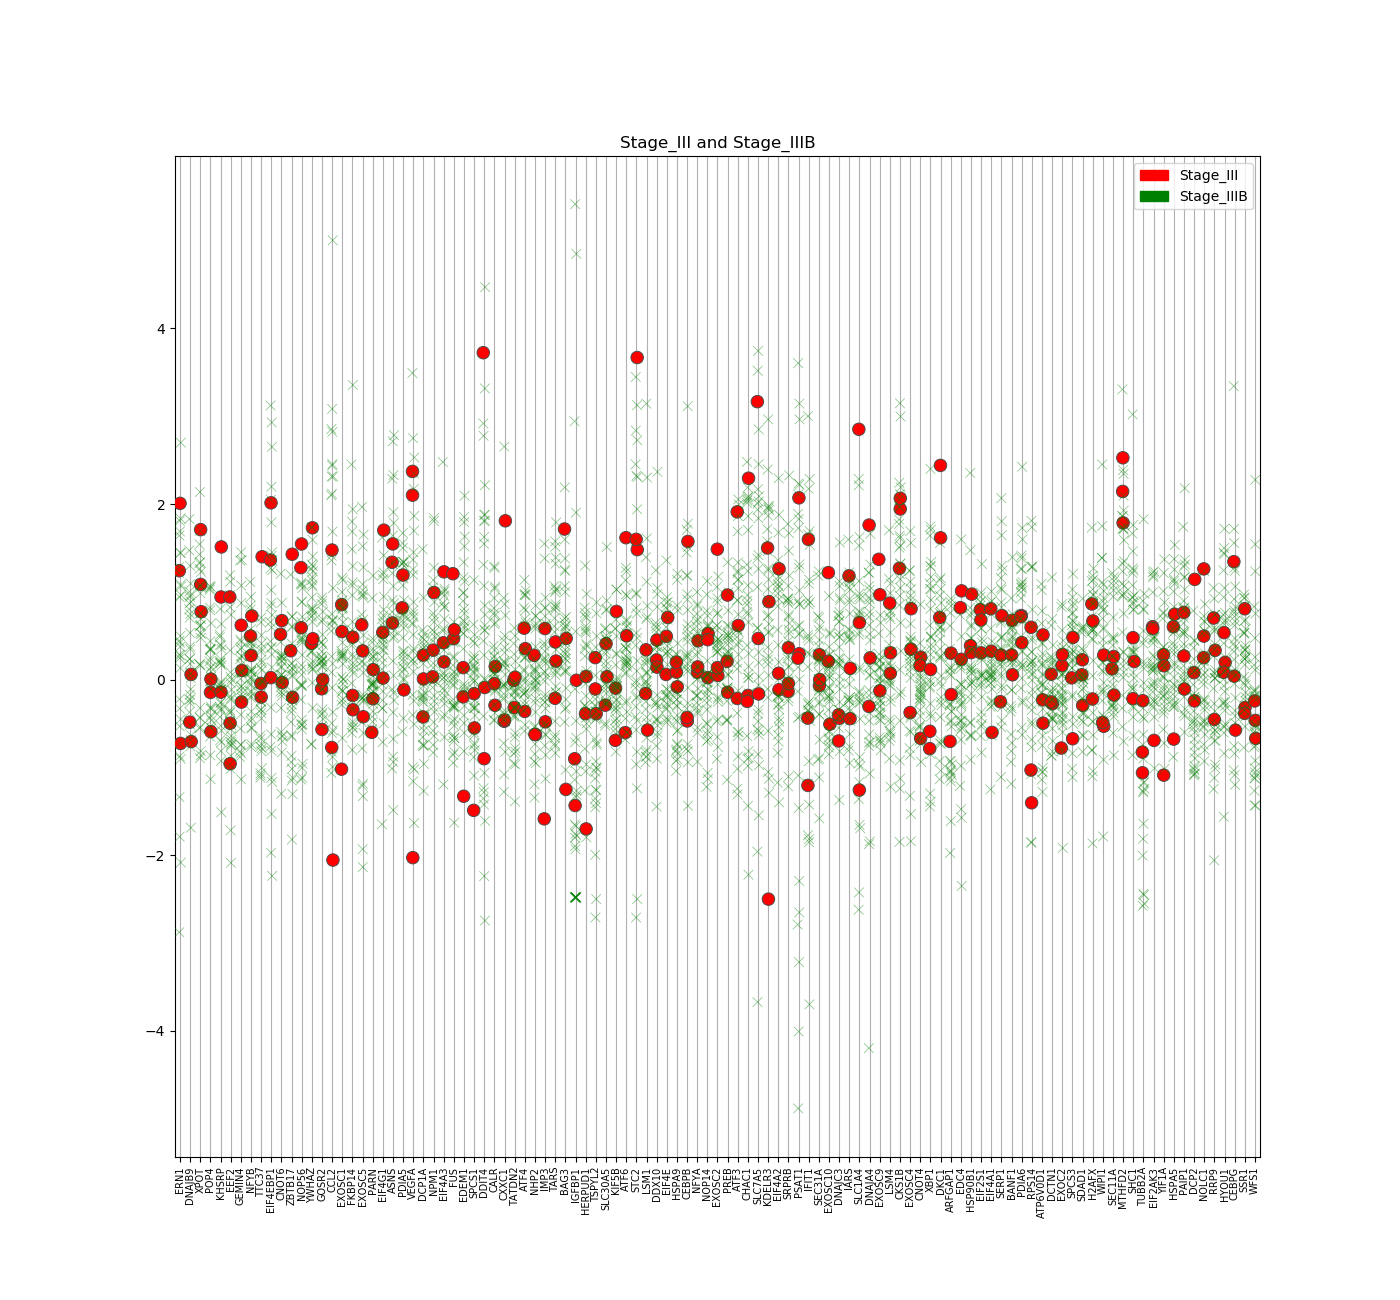 Stage_III and Stage_IIIB
Stage_III
Stage_IIIB
4
2
0
−2
−4
ERN1
DNAJB9
XPOT
POP4
KHSRP
EEF2
GEMIN4
NFYB
TTC37
EIF4EBP1
CNOT6
ZBTB17
NOP56
YWHAZ
GOSR2
CCL2
EXOSC1
FKBP14
EXOSC5
PARN
EIF4G1
ASNS
PDIA5
VEGFA
DCP1A
NPM1
EIF4A3
FUS
EDEM1
SPCS1
DDIT4
CALR
CXXC1
TATDN2
ATF4
NHP2
IMP3
TARS
BAG3
IGFBP1
HERPUD1
TSPYL2
SLC30A5
KIF5B
ATF6
STC2
LSM1
DDX10
EIF4E
HSPA9
CEBPB
NFYA
NOP14
EXOSC2
PREB
ATF3
CHAC1
SLC7A5
KDELR3
EIF4A2
SRPRB
PSAT1
IFIT1
SEC31A
EXOSC10
DNAJC3
IARS
SLC1A4
DNAJA4
EXOSC9
LSM4
CKS1B
EXOSC4
CNOT4
XBP1
DKC1
ARFGAP1
EDC4
HSP90B1
EIF2S1
EIF4A1
SERP1
BANF1
PDIA6
RPS14
ATP6V0D1
DCTN1
EXOC2
SPCS3
SDAD1
H2AFX
WIPI1
SEC11A
MTHFD2
SHC1
TUBB2A
EIF2AK3
YIF1A
HSPA5
PAIP1
DCP2
NOLC1
RRP9
HYOU1
CEBPG
SSR1
WFS1